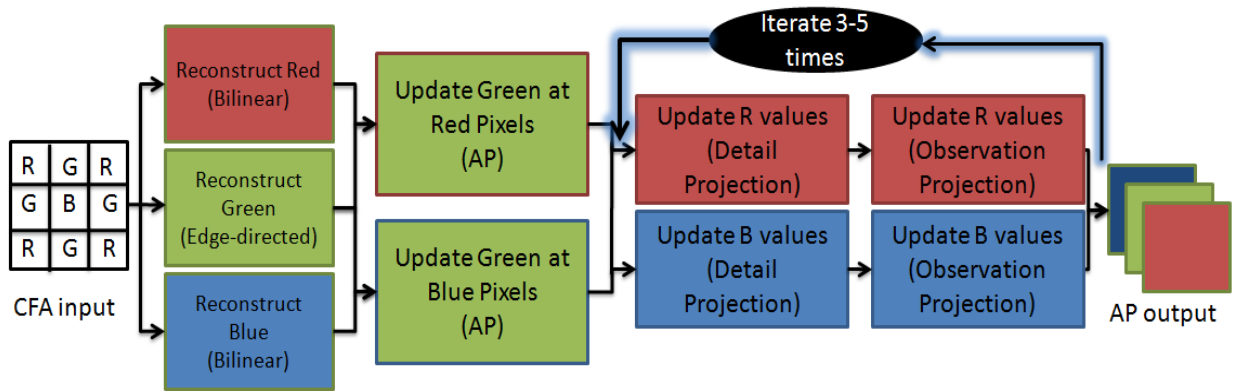 Iterate 3-5
times
Reconstruct Red
(Bilinear)
Update Green at
Red Pixels
(AP)
Update R values
(Detail
Projection)
Update R values
(Observation
Projection)
R G R
G B G
R G R
CFA input
Reconstruct
Green
(Edge-directed)
Update Green at
Blue Pixels
(AP)
Update B values
(Detail
Projection)
Update B values
(Observation
Projection)
Reconstruct
Blue
(Bilinear)
AP output